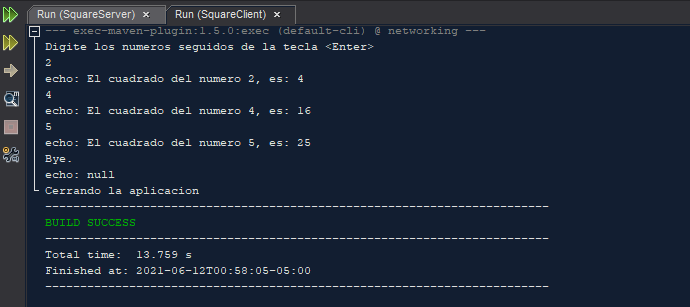 Run (SquareServer) ×
Run (SquareClient) ×
--- exec-maven-plugin:1.5.0:exec (default-cli) @ networking ---
Digite los numeros seguidos de la tecla <Enter>
2
echo: El cuadrado del numero 2, es: 4
4
echo: El cuadrado del numero 4, es: 16
5
echo: El cuadrado del numero 5, es: 25
Bye.
echo: null
Cerrando la aplicacion
------------------------------------------------------------------------
BUILD SUCCESS
------------------------------------------------------------------------
Total time:  13.759 s
Finished at: 2021-06-12T00:58:05-05:00
------------------------------------------------------------------------